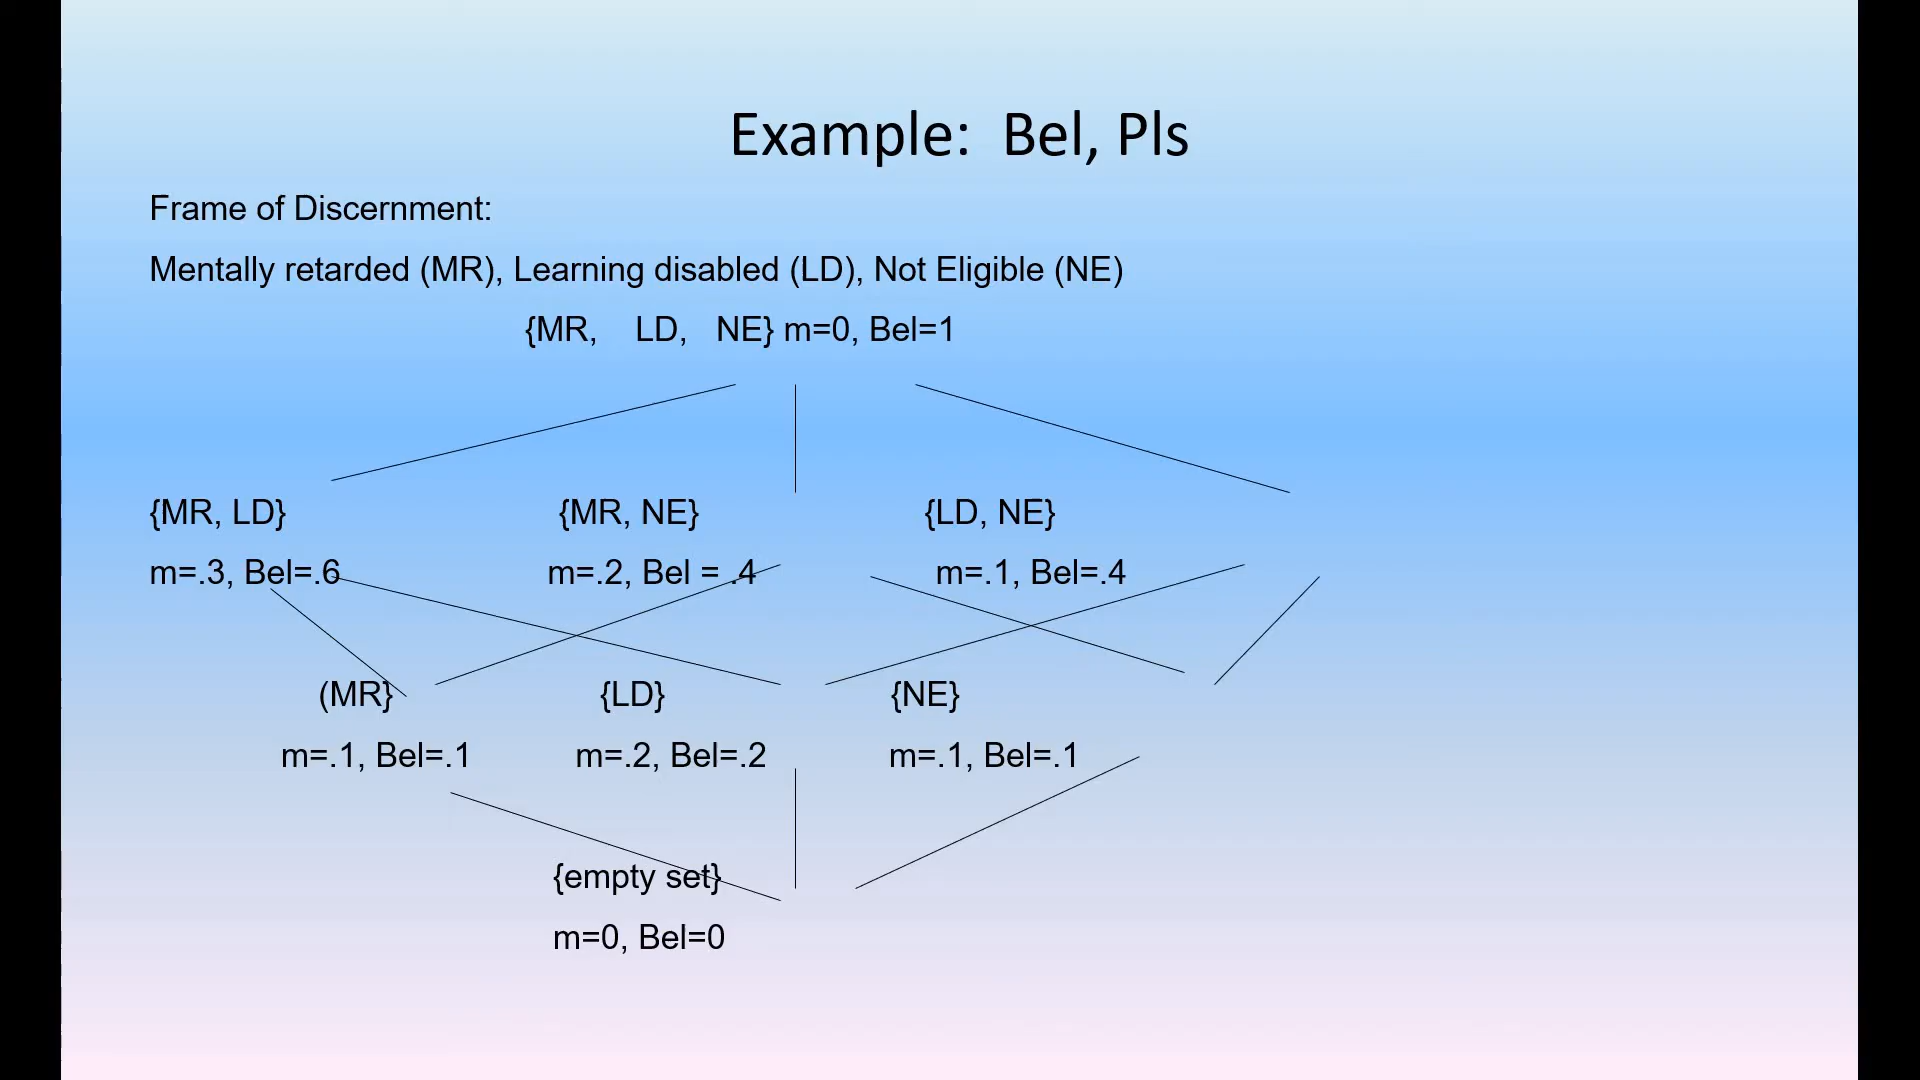 Example: Bel, Pls
Frame of Discernment:
Mentally retarded (MR), Learning disabled (LD), Not Eligible (NE)
{MR, LD, NE} m=0, Bel=1
{MR, LD} {MR, NE} {LD, NE}
m=.3, Bel=.6 m=.2, Bel = .4 m=.1, Bel=.4
(MR} {LD} {NE}
m=.1, Bel=.1 m=.2, Bel=.2 m=.1, Bel=.1
{empty set}
m=0, Bel=0